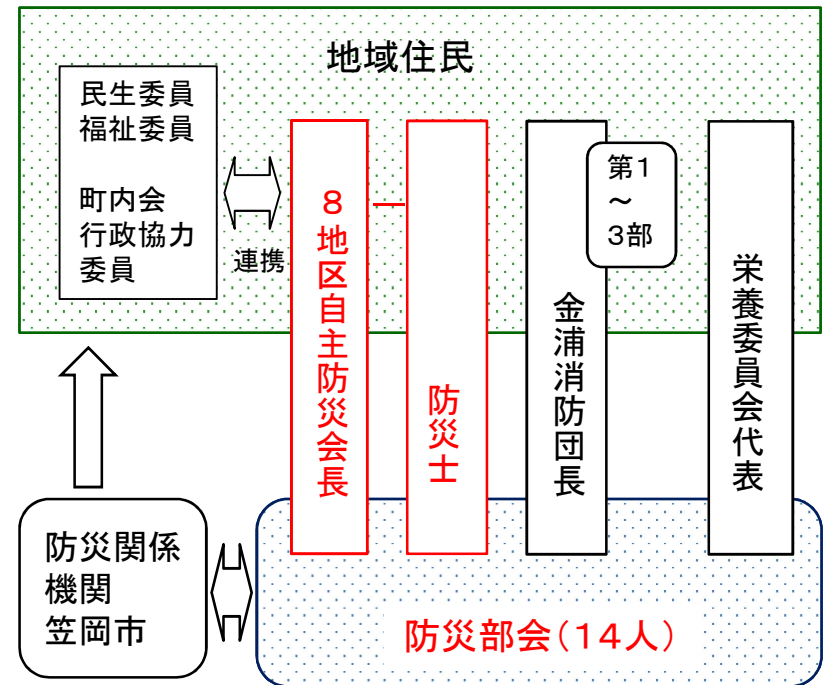 地域住民
民生委員
福祉委員
町内会
行政協力
委員
連携
8地区自主防災会長
防災士
金浦消防団長
第1
～
3部
栄養委員会代表
防災関係
機関
笠岡市
防災部会(14人)